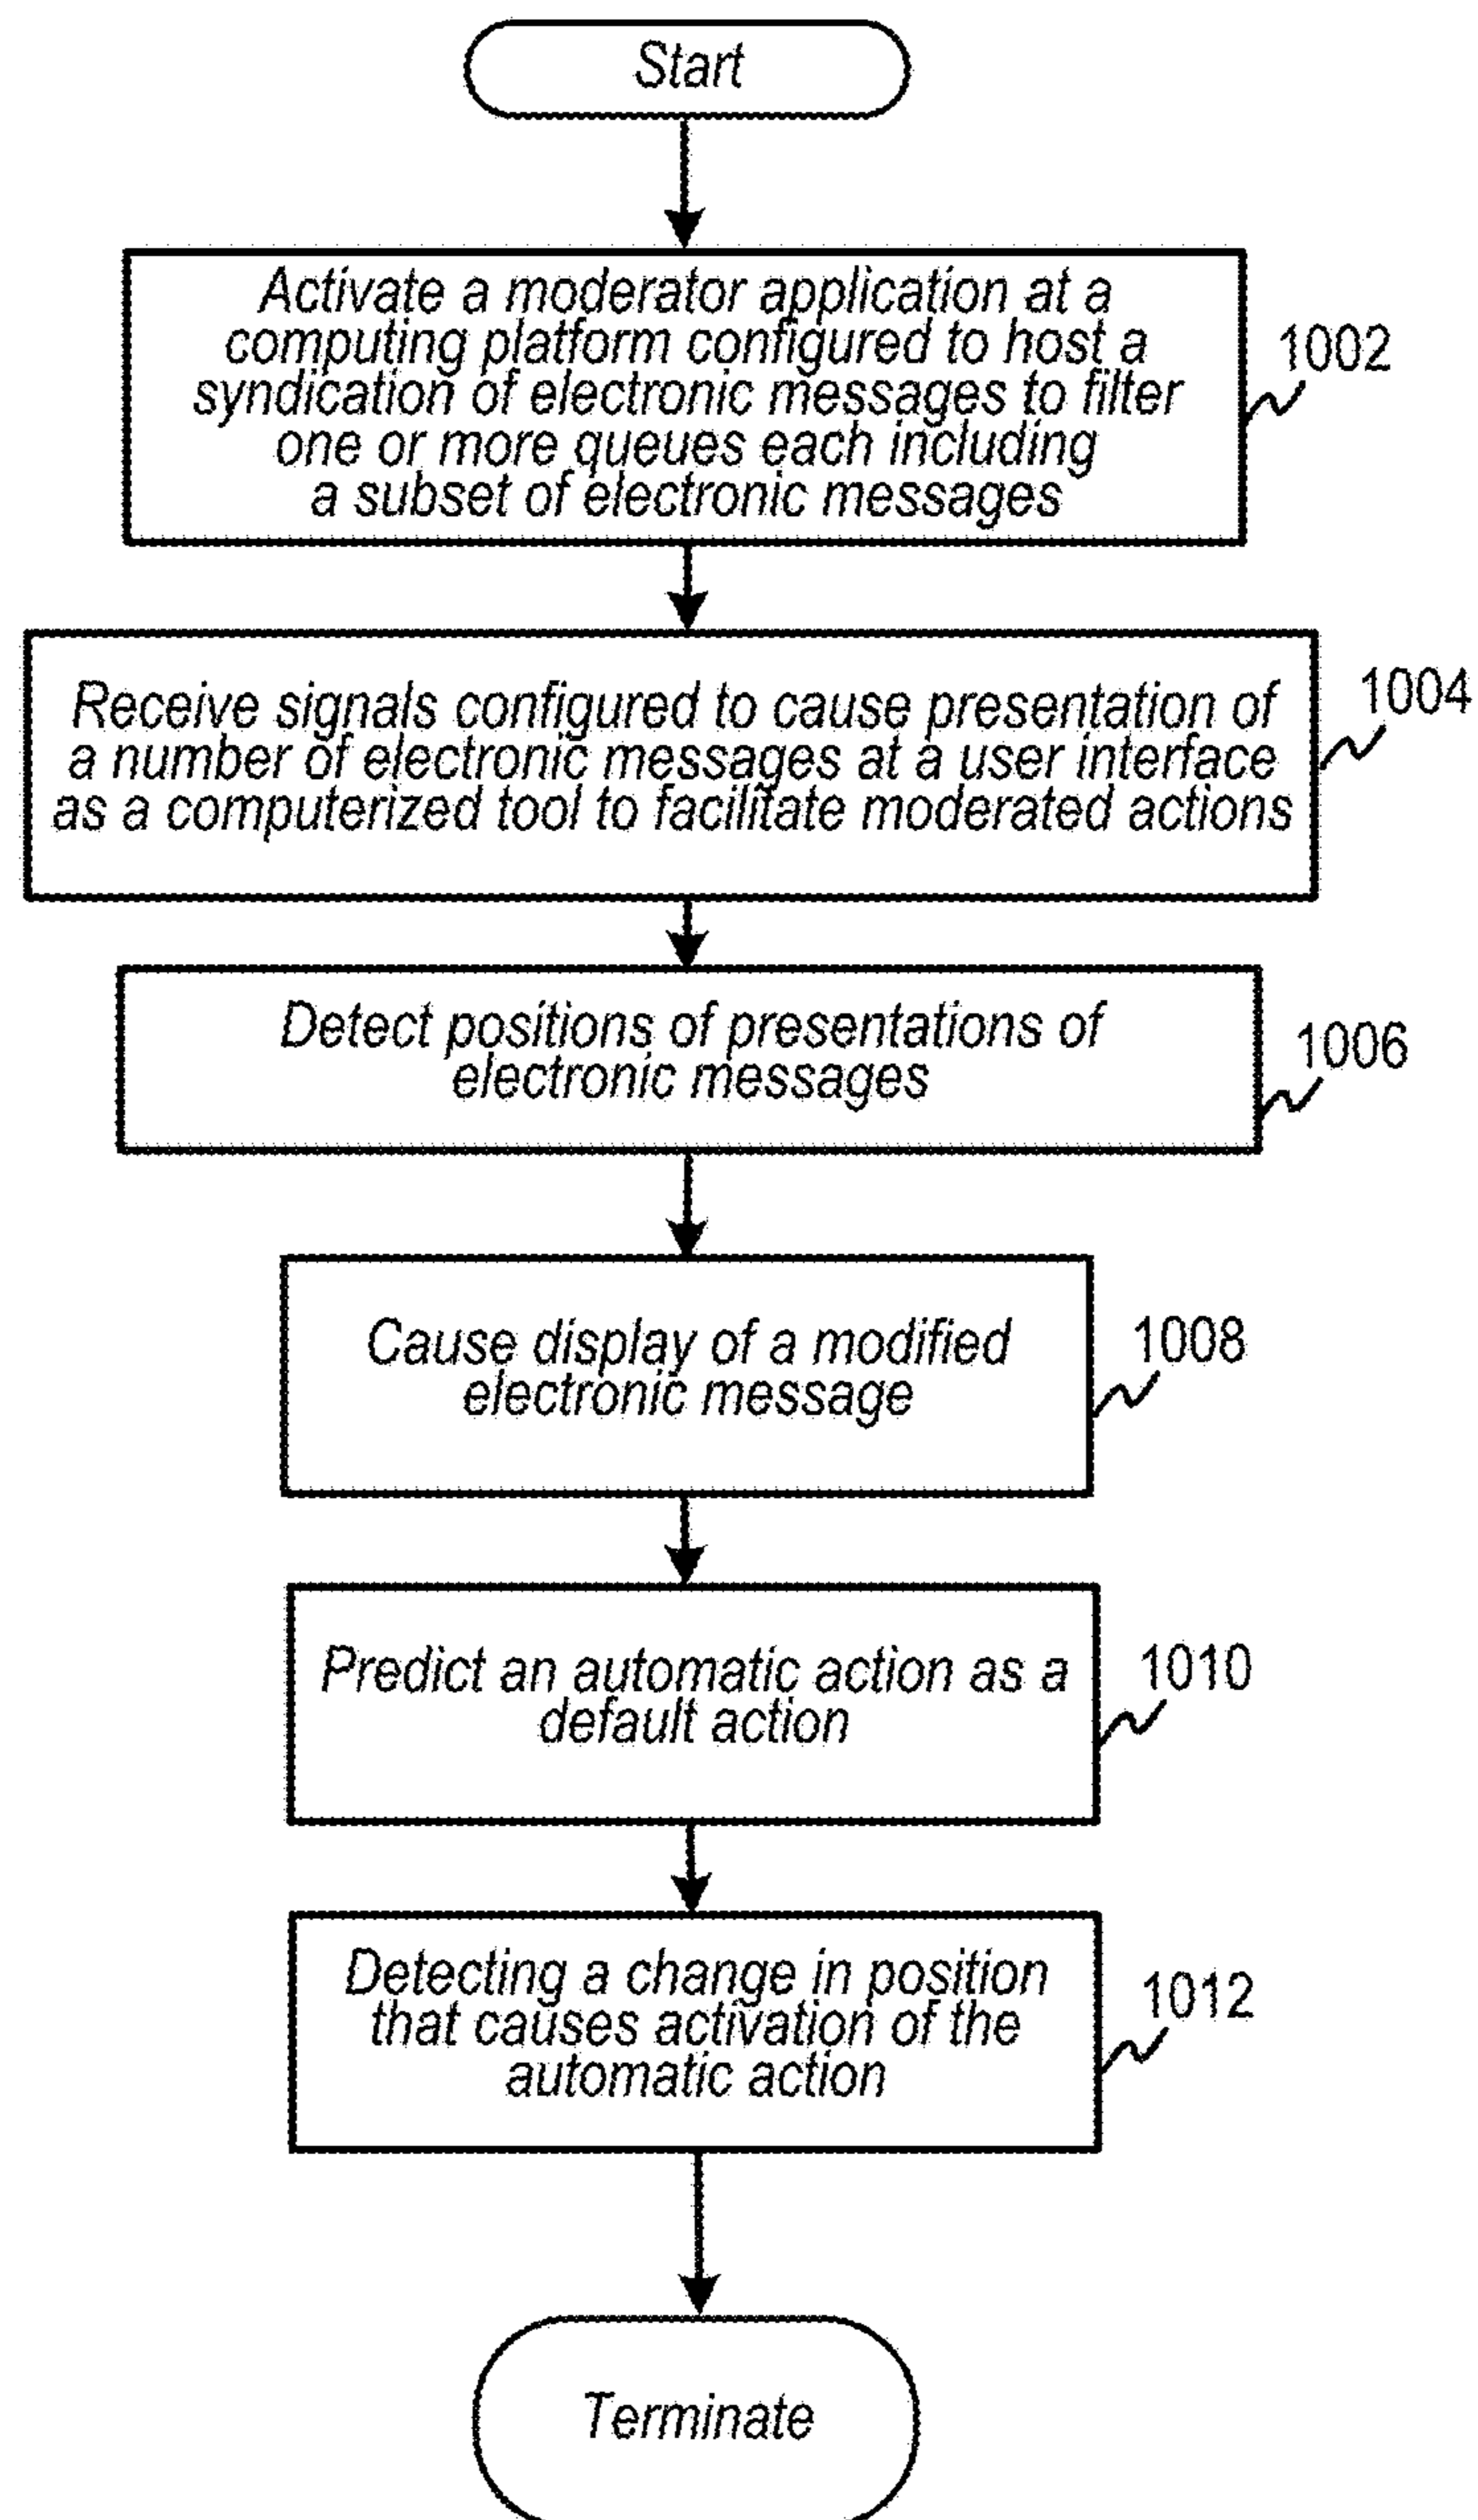 Start
Activate a moderator application at a
computing platform configured to host a
syndication of electronic messages to filter
one or more queues each including
a subset of electronic messages
1002
Receive signals configured to cause presentation of
a number of electronic messages at a user interface
as a computerized tool to facilitate moderated actions
1004
Detect positions of presentations of
electronic messages
1006
Cause display of a modified
electronic message
1008
Predict an automatic action as a
default action
1010
Detecting a change in position
that causes activation of the
automatic action
1012
Terminate